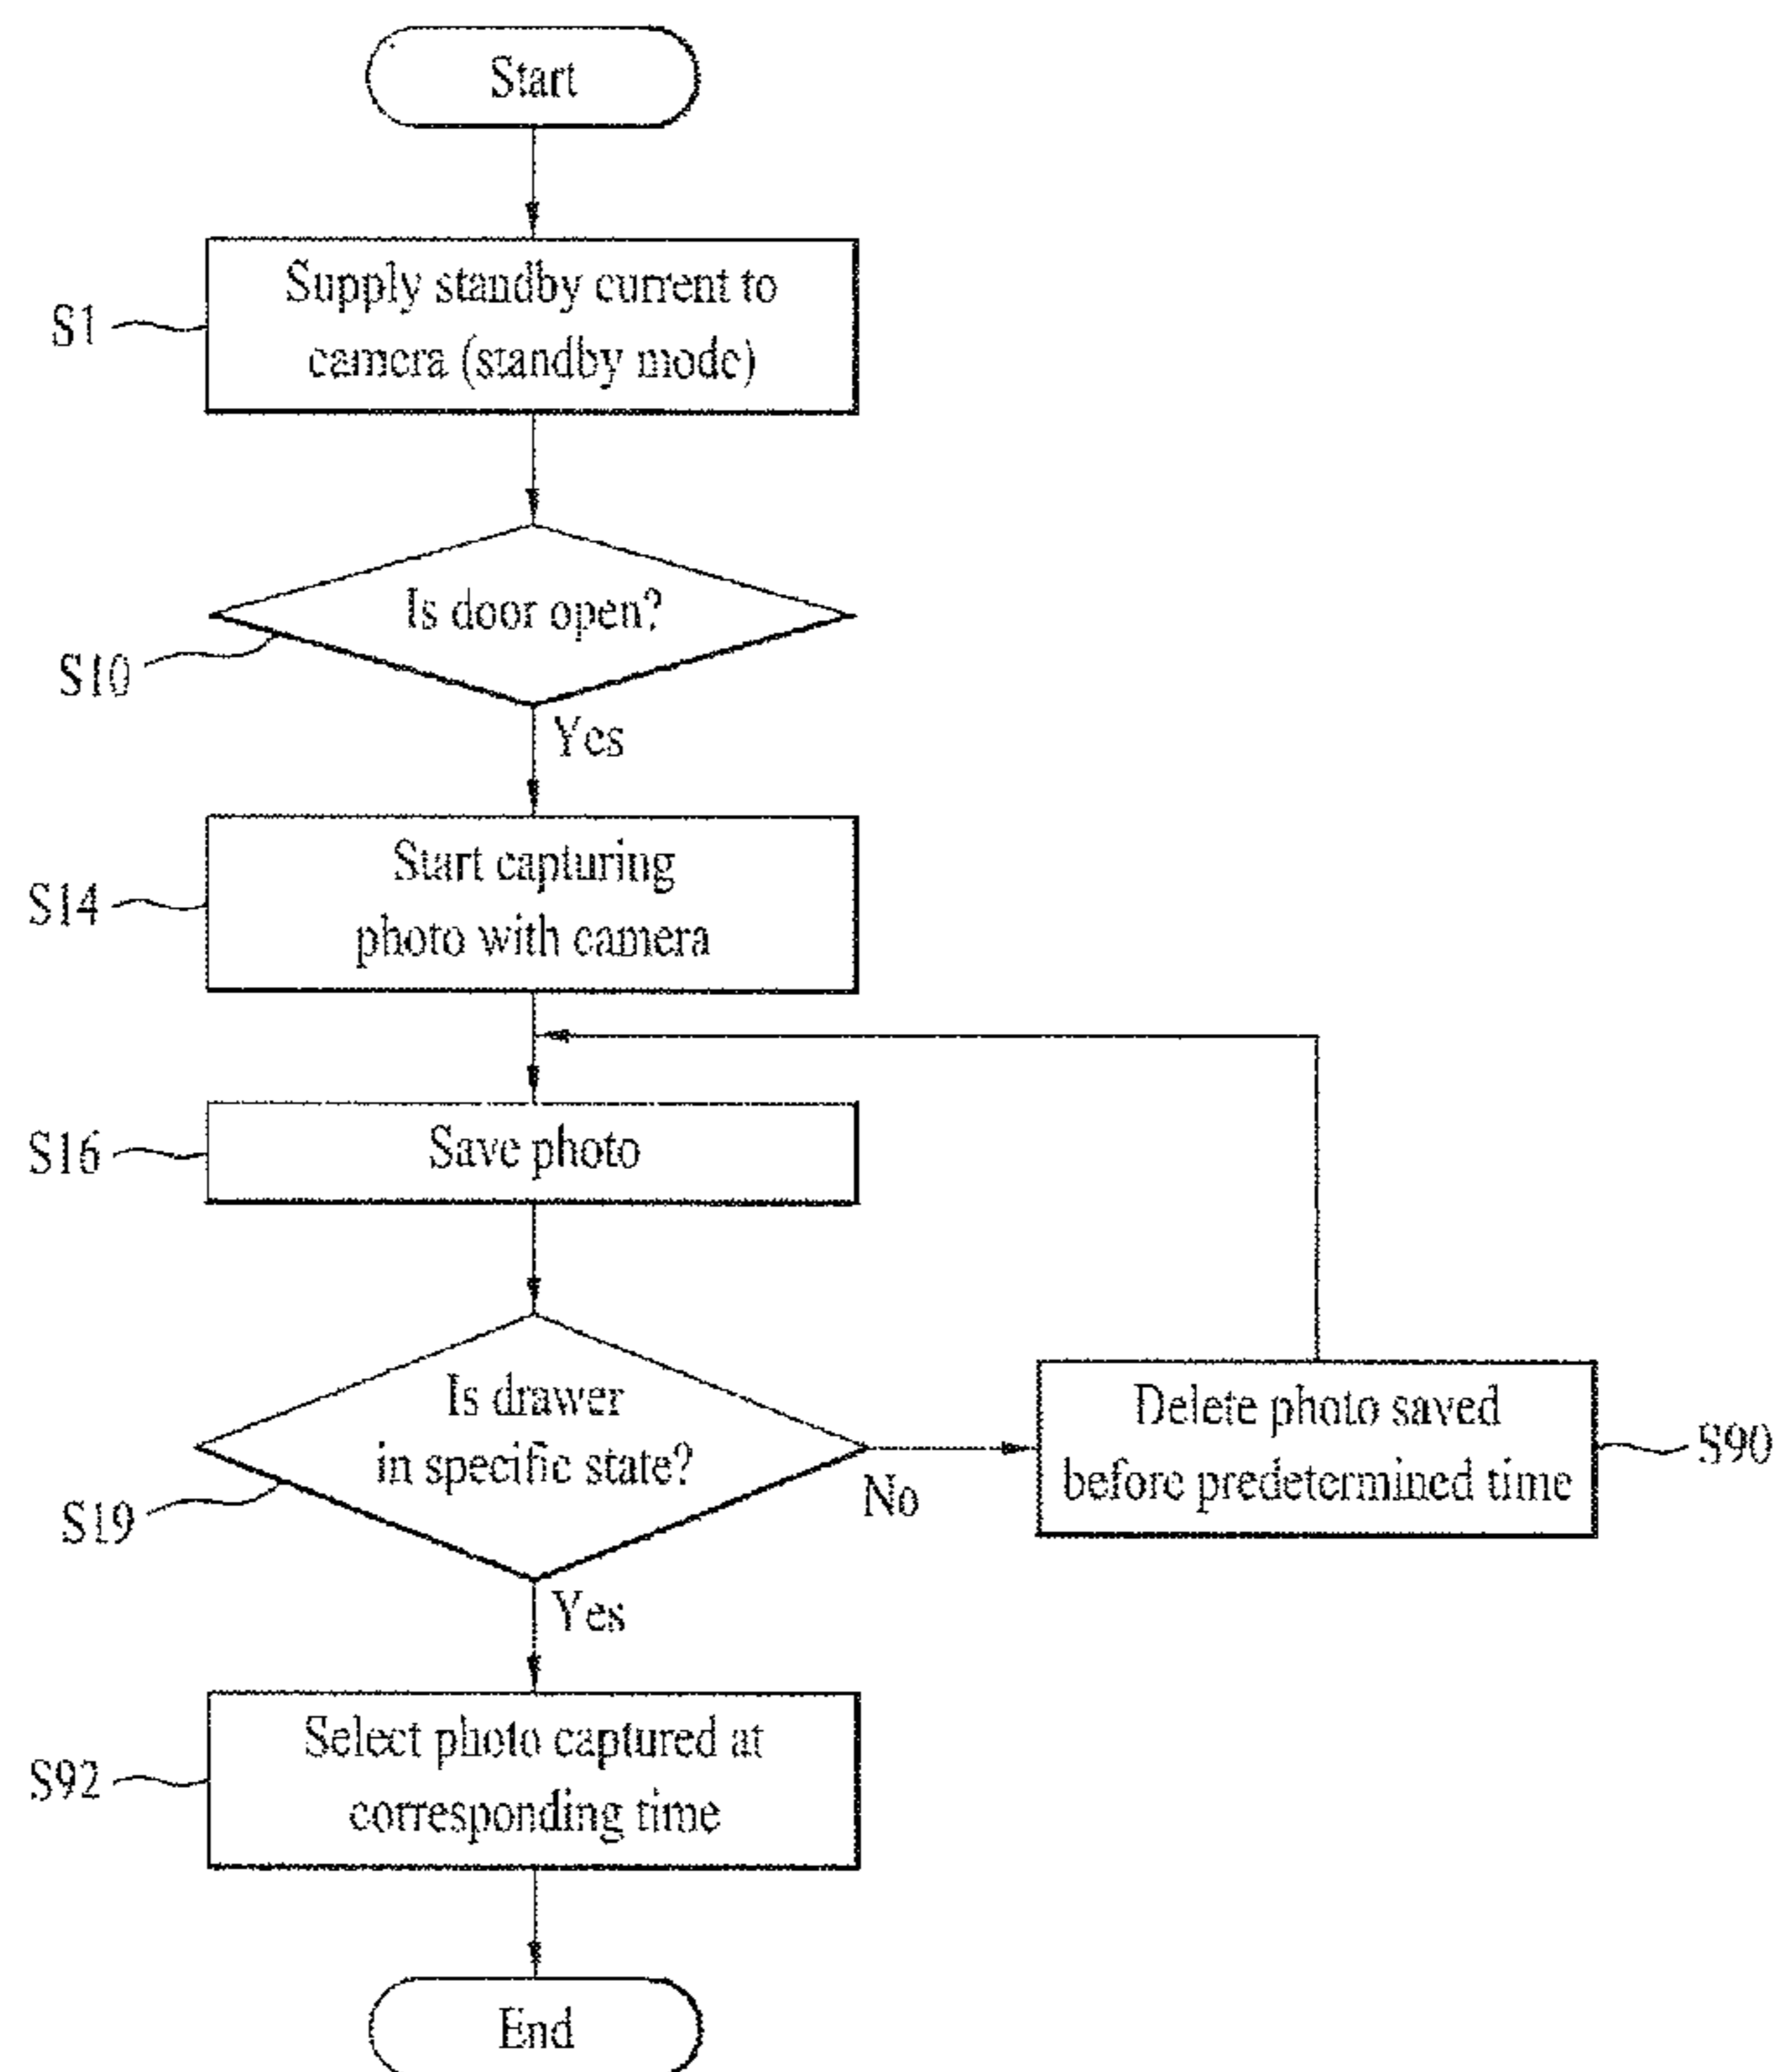 Start
S1
Supply standby current to
camera (standby mode)
Is door open?
S10
Yes
S14
Start capturing
photo with camera
S16
Save photo
Is drawer
in specific state?
S19
No
Delete photo saved
before predetermined time
S90
Yes
S92
Select photo captured at
corresponding time
End